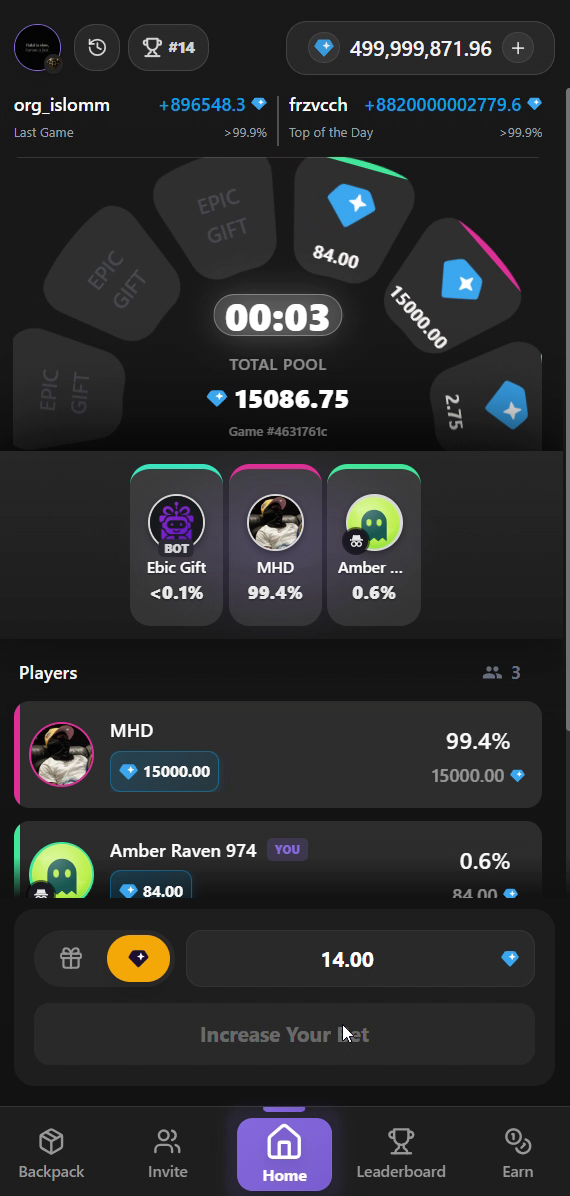 #14
499,999,871.96
org_islomm +896548.3
frzvcch +8820000002779.6
Last Game >99.9%
Top of the Day >99.9%
EPIC GIFT
EPIC GIFT
EPIC GIFT
84.00
15000.00
2.75
00:03
TOTAL POOL
15086.75
Game #4631761c
BOT
Ebic Gift
<0.1%
MHD
99.4%
Amber ...
0.6%
Players 3
MHD
15000.00
99.4%
15000.00
Amber Raven 974 YOU
84.00
0.6%
84.00
14.00
Increase Your Bet
Backpack Invite Home Leaderboard Earn